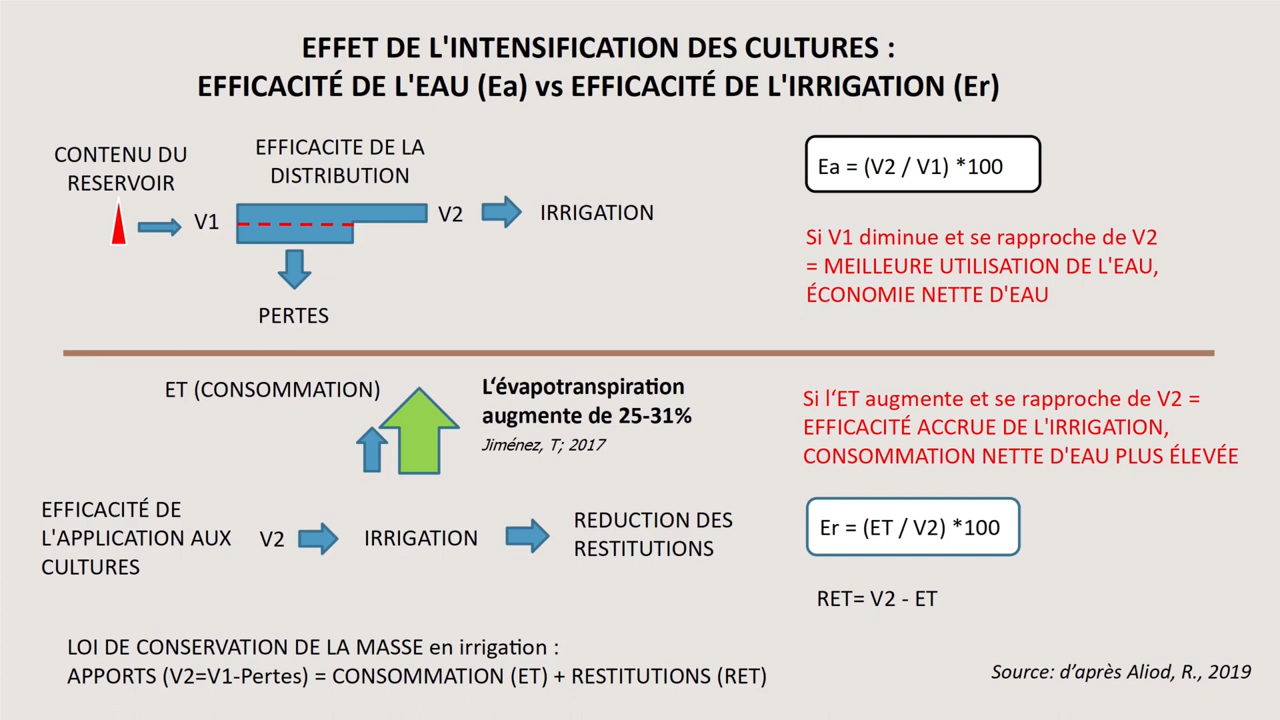 EFFET DE L'INTENSIFICATION DES CULTURES :
EFFICACITÉ DE L'EAU (Ea) vs EFFICACITÉ DE L'IRRIGATION (Er)
CONTENU DU
RESERVOIR
EFFICACITE DE LA
DISTRIBUTION
V1
V2
IRRIGATION
PERTES
Ea = (V2 / V1) *100
Si V1 diminue et se rapproche de V2
= MEILLEURE UTILISATION DE L'EAU,
ÉCONOMIE NETTE D'EAU
ET (CONSOMMATION)
L‘évapotranspiration
augmente de 25-31%
Jiménez, T; 2017
Si l‘ET augmente et se rapproche de V2 =
EFFICACITÉ ACCRUE DE L'IRRIGATION,
CONSOMMATION NETTE D'EAU PLUS ÉLEVÉE
EFFICACITÉ DE
L'APPLICATION AUX
CULTURES
V2
IRRIGATION
REDUCTION DES
RESTITUTIONS
Er = (ET / V2) *100
RET= V2 - ET
LOI DE CONSERVATION DE LA MASSE en irrigation :
APPORTS (V2=V1-Pertes) = CONSOMMATION (ET) + RESTITUTIONS (RET)
Source: d’après Aliod, R., 2019